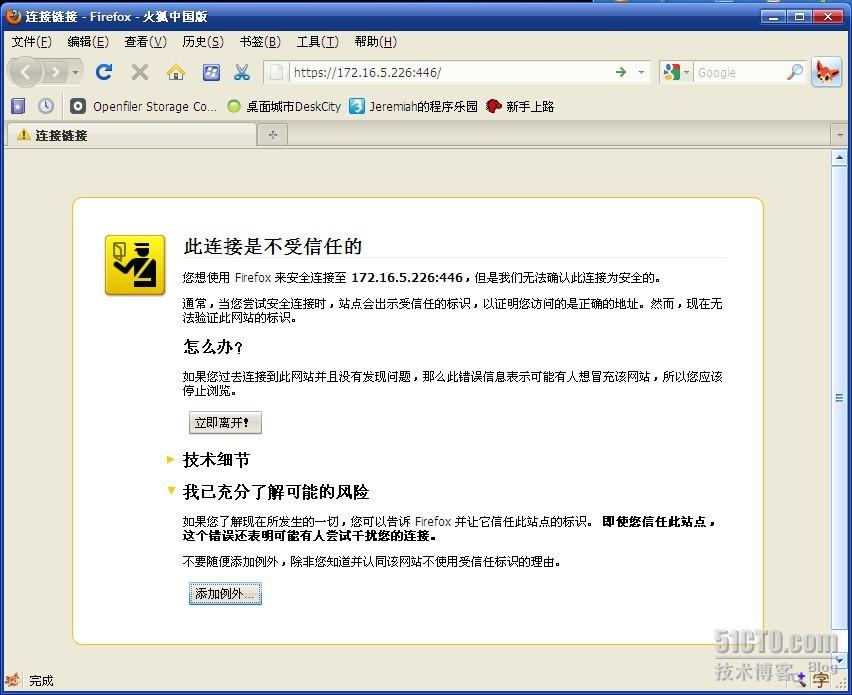 连接链接 - Firefox - 火狐中国版
文件(F) 编辑(E) 查看(V) 历史(S) 书签(B) 工具(T) 帮助(H)
https://172.16.5.226:446/
Google
Openfiler Storage Co... 桌面城市DeskCity Jeremiah的程序乐园 新手上路
连接链接
此连接是不受信任的
您想使用 Firefox 来安全连接至 172.16.5.226:446，但是我们无法确认此连接为安全的。
通常，当您尝试安全连接时，站点会出示受信任的标识，以证明您访问的是正确的地址。然而，现在无
法验证此网站的标识。
怎么办?
如果您过去连接到此网站并且没有发现问题，那么此错误信息表示可能有人想冒充该网站，所以您应该
停止浏览。
立即离开!
技术细节
我已充分了解可能的风险
如果您了解现在所发生的一切，您可以告诉 Firefox 并让它信任此站点的标识。 即使您信任此站点，
这个错误还表明可能有人尝试干扰您的连接。
不要随便添加例外，除非您知道并认同该网站不使用受信任标识的理由。
添加例外...
51CTO.com
技术博客 Blog
完成
字